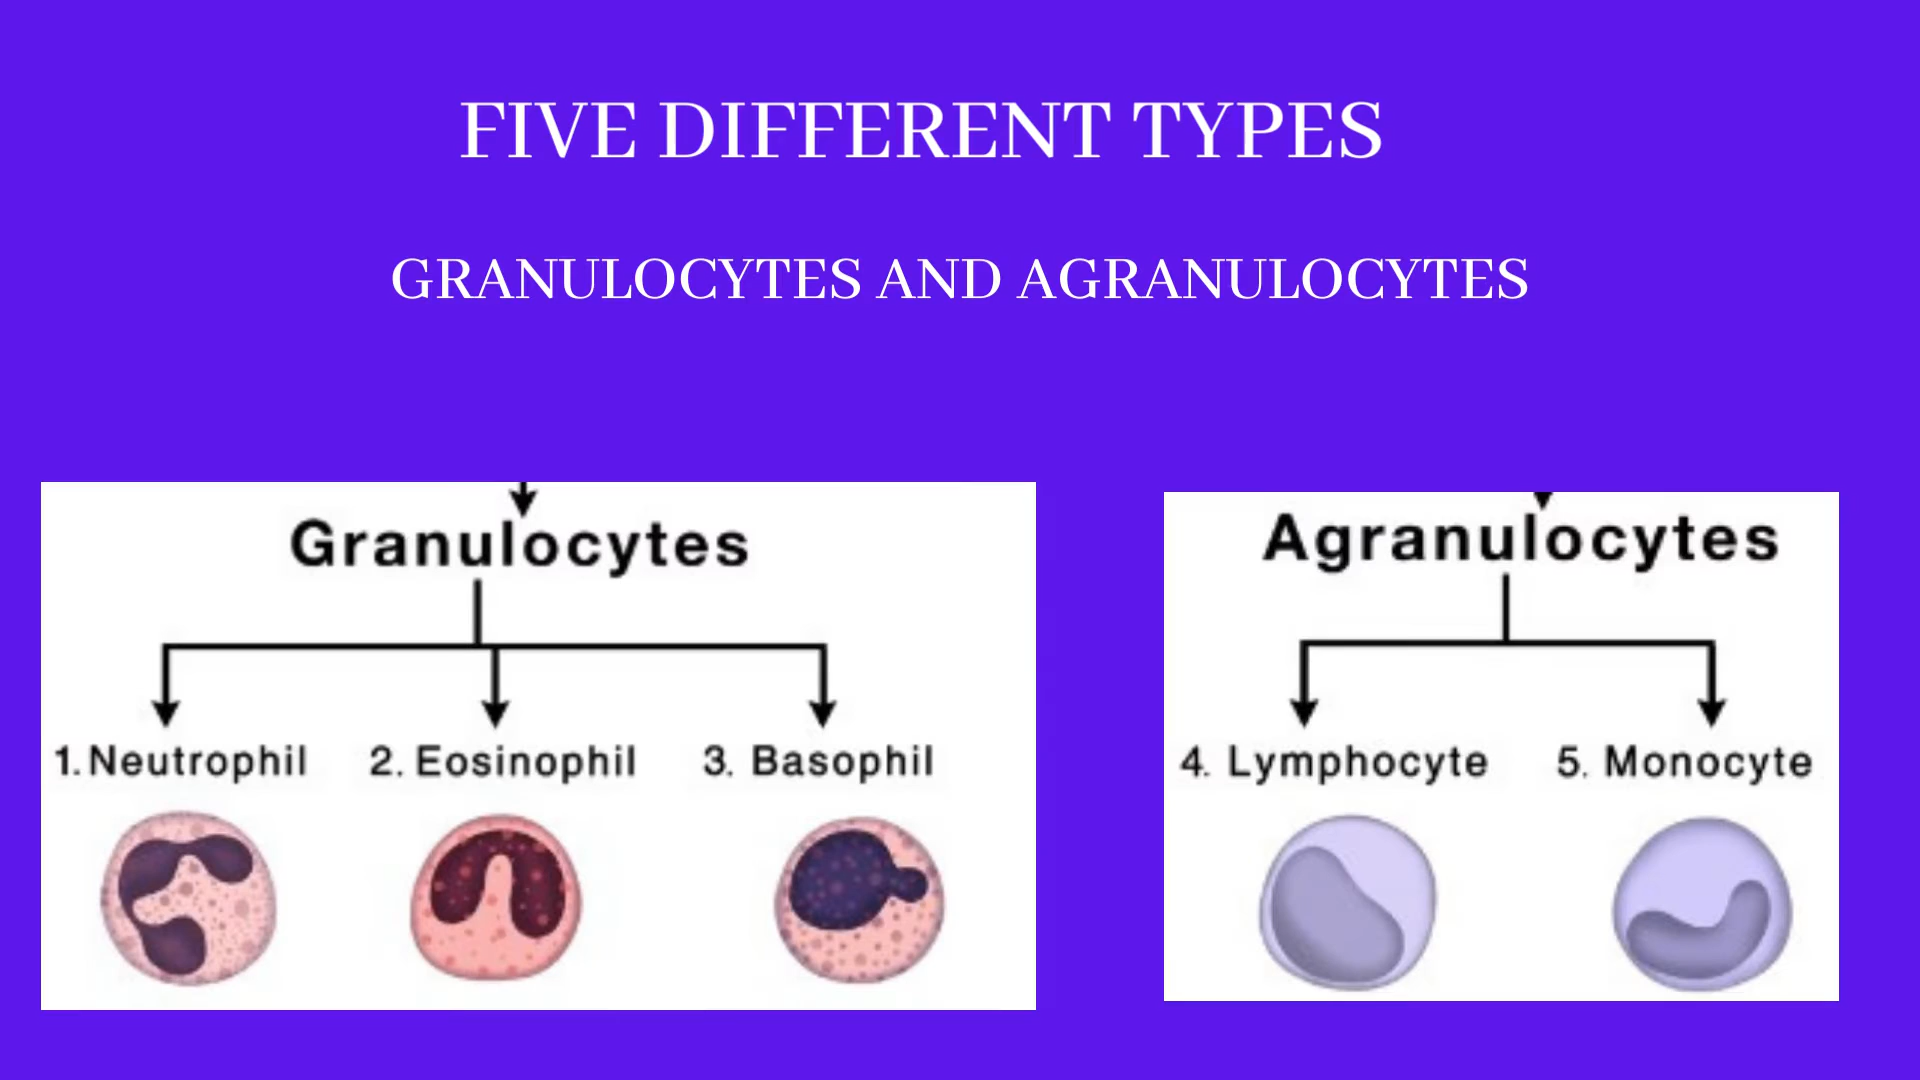 FIVE DIFFERENT TYPES
GRANULOCYTES AND AGRANULOCYTES
Granulocytes
1. Neutrophil
2. Eosinophil
3. Basophil
Agranulocytes
4. Lymphocyte
5. Monocyte